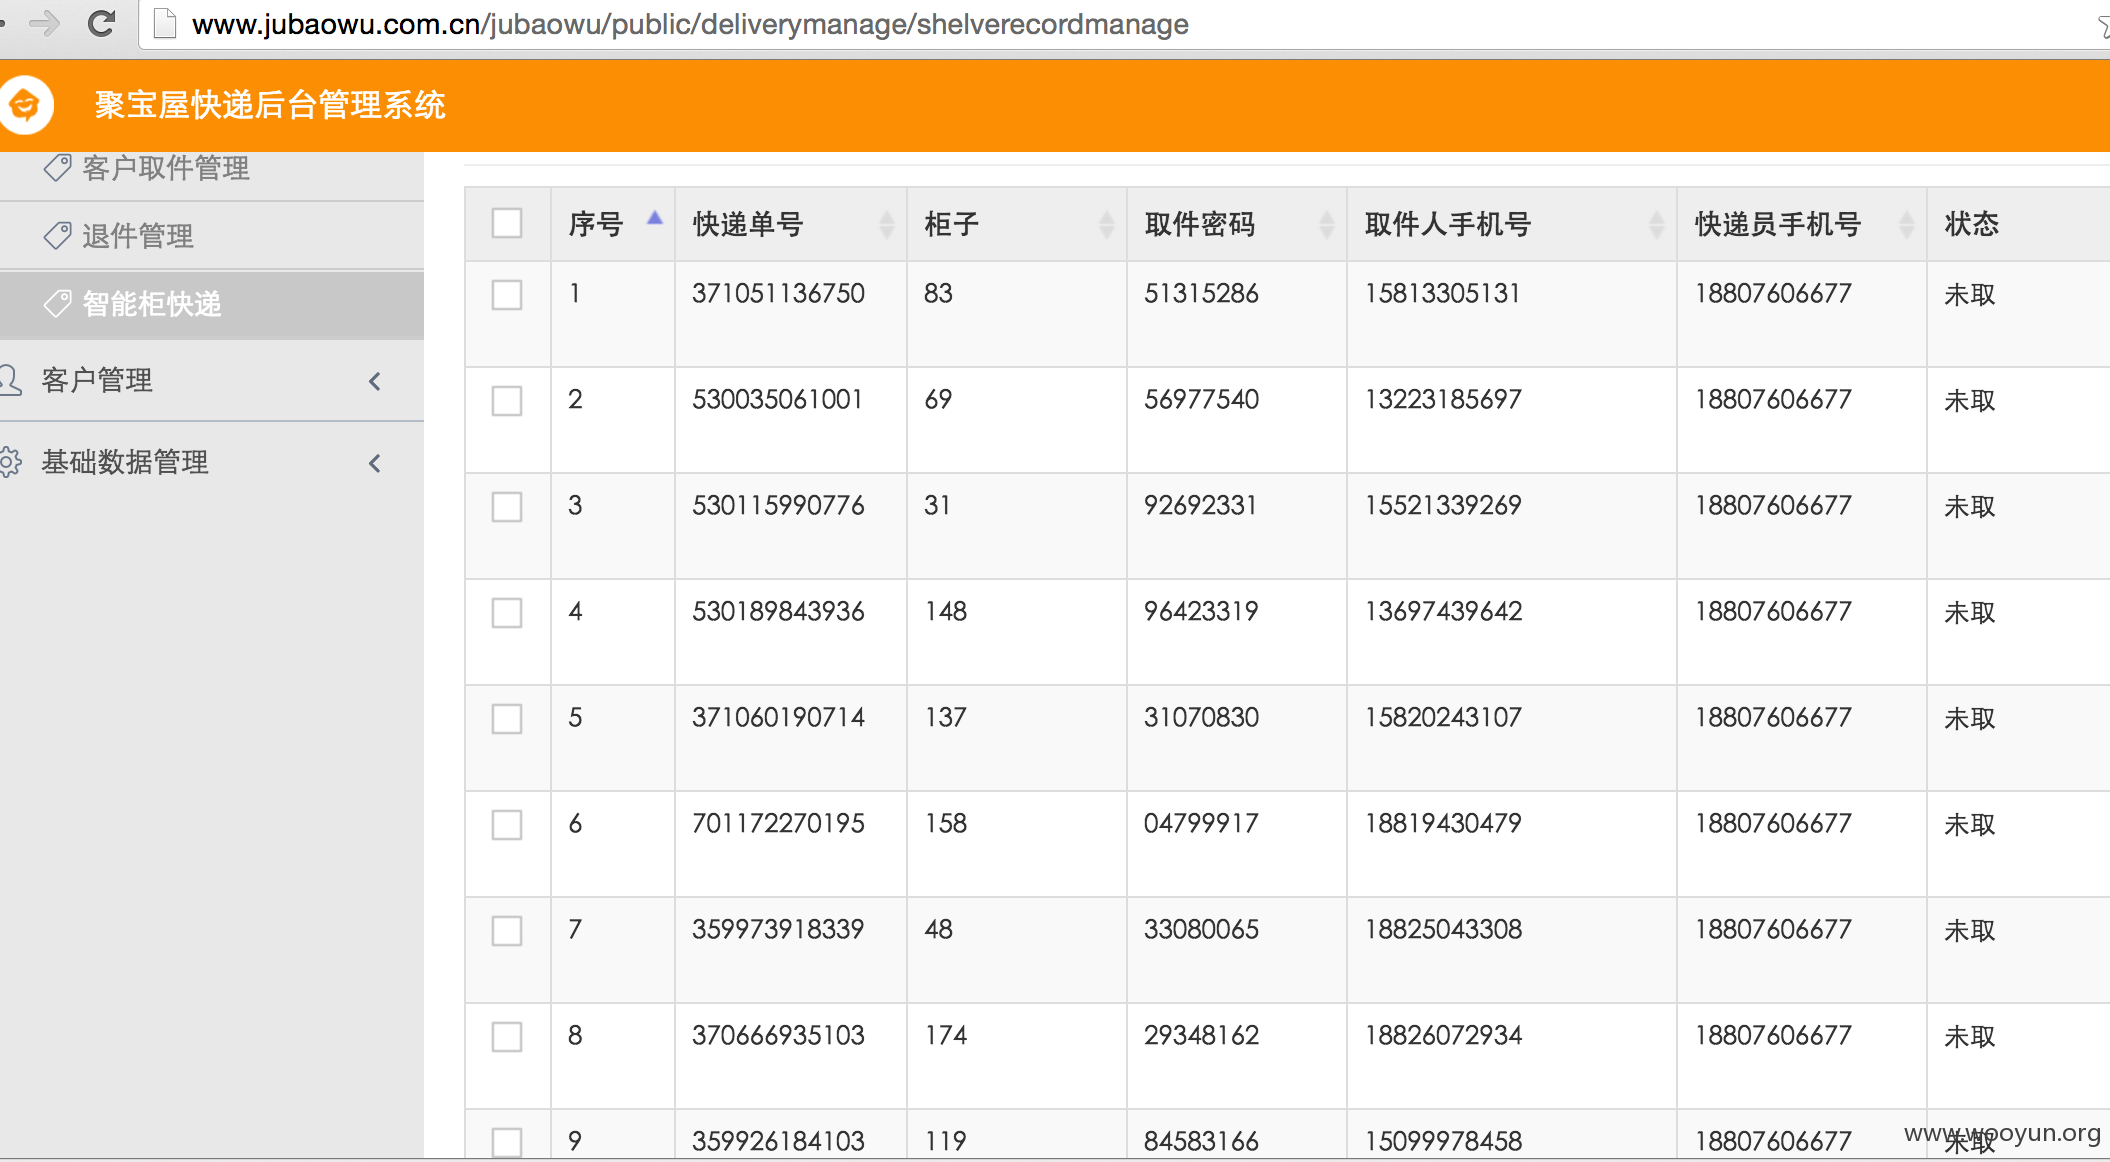 www.jubaowu.com.cn/jubaowu/public/deliverymanage/shelverecordmanage
聚宝屋快递后台管理系统
客户取件管理
退件管理
智能柜快递
客户管理
基础数据管理
序号 快递单号 柜子 取件密码 取件人手机号 快递员手机号 状态
1 371051136750 83 51315286 15813305131 18807606677 未取
2 530035061001 69 56977540 13223185697 18807606677 未取
3 530115990776 31 92692331 15521339269 18807606677 未取
4 530189843936 148 96423319 13697439642 18807606677 未取
5 371060190714 137 31070830 15820243107 18807606677 未取
6 701172270195 158 04799917 18819430479 18807606677 未取
7 359973918339 48 33080065 18825043308 18807606677 未取
8 370666935103 174 29348162 18826072934 18807606677 未取
9 359926184103 119 84583166 15099978458 18807606677 未取
www.wooyun.org